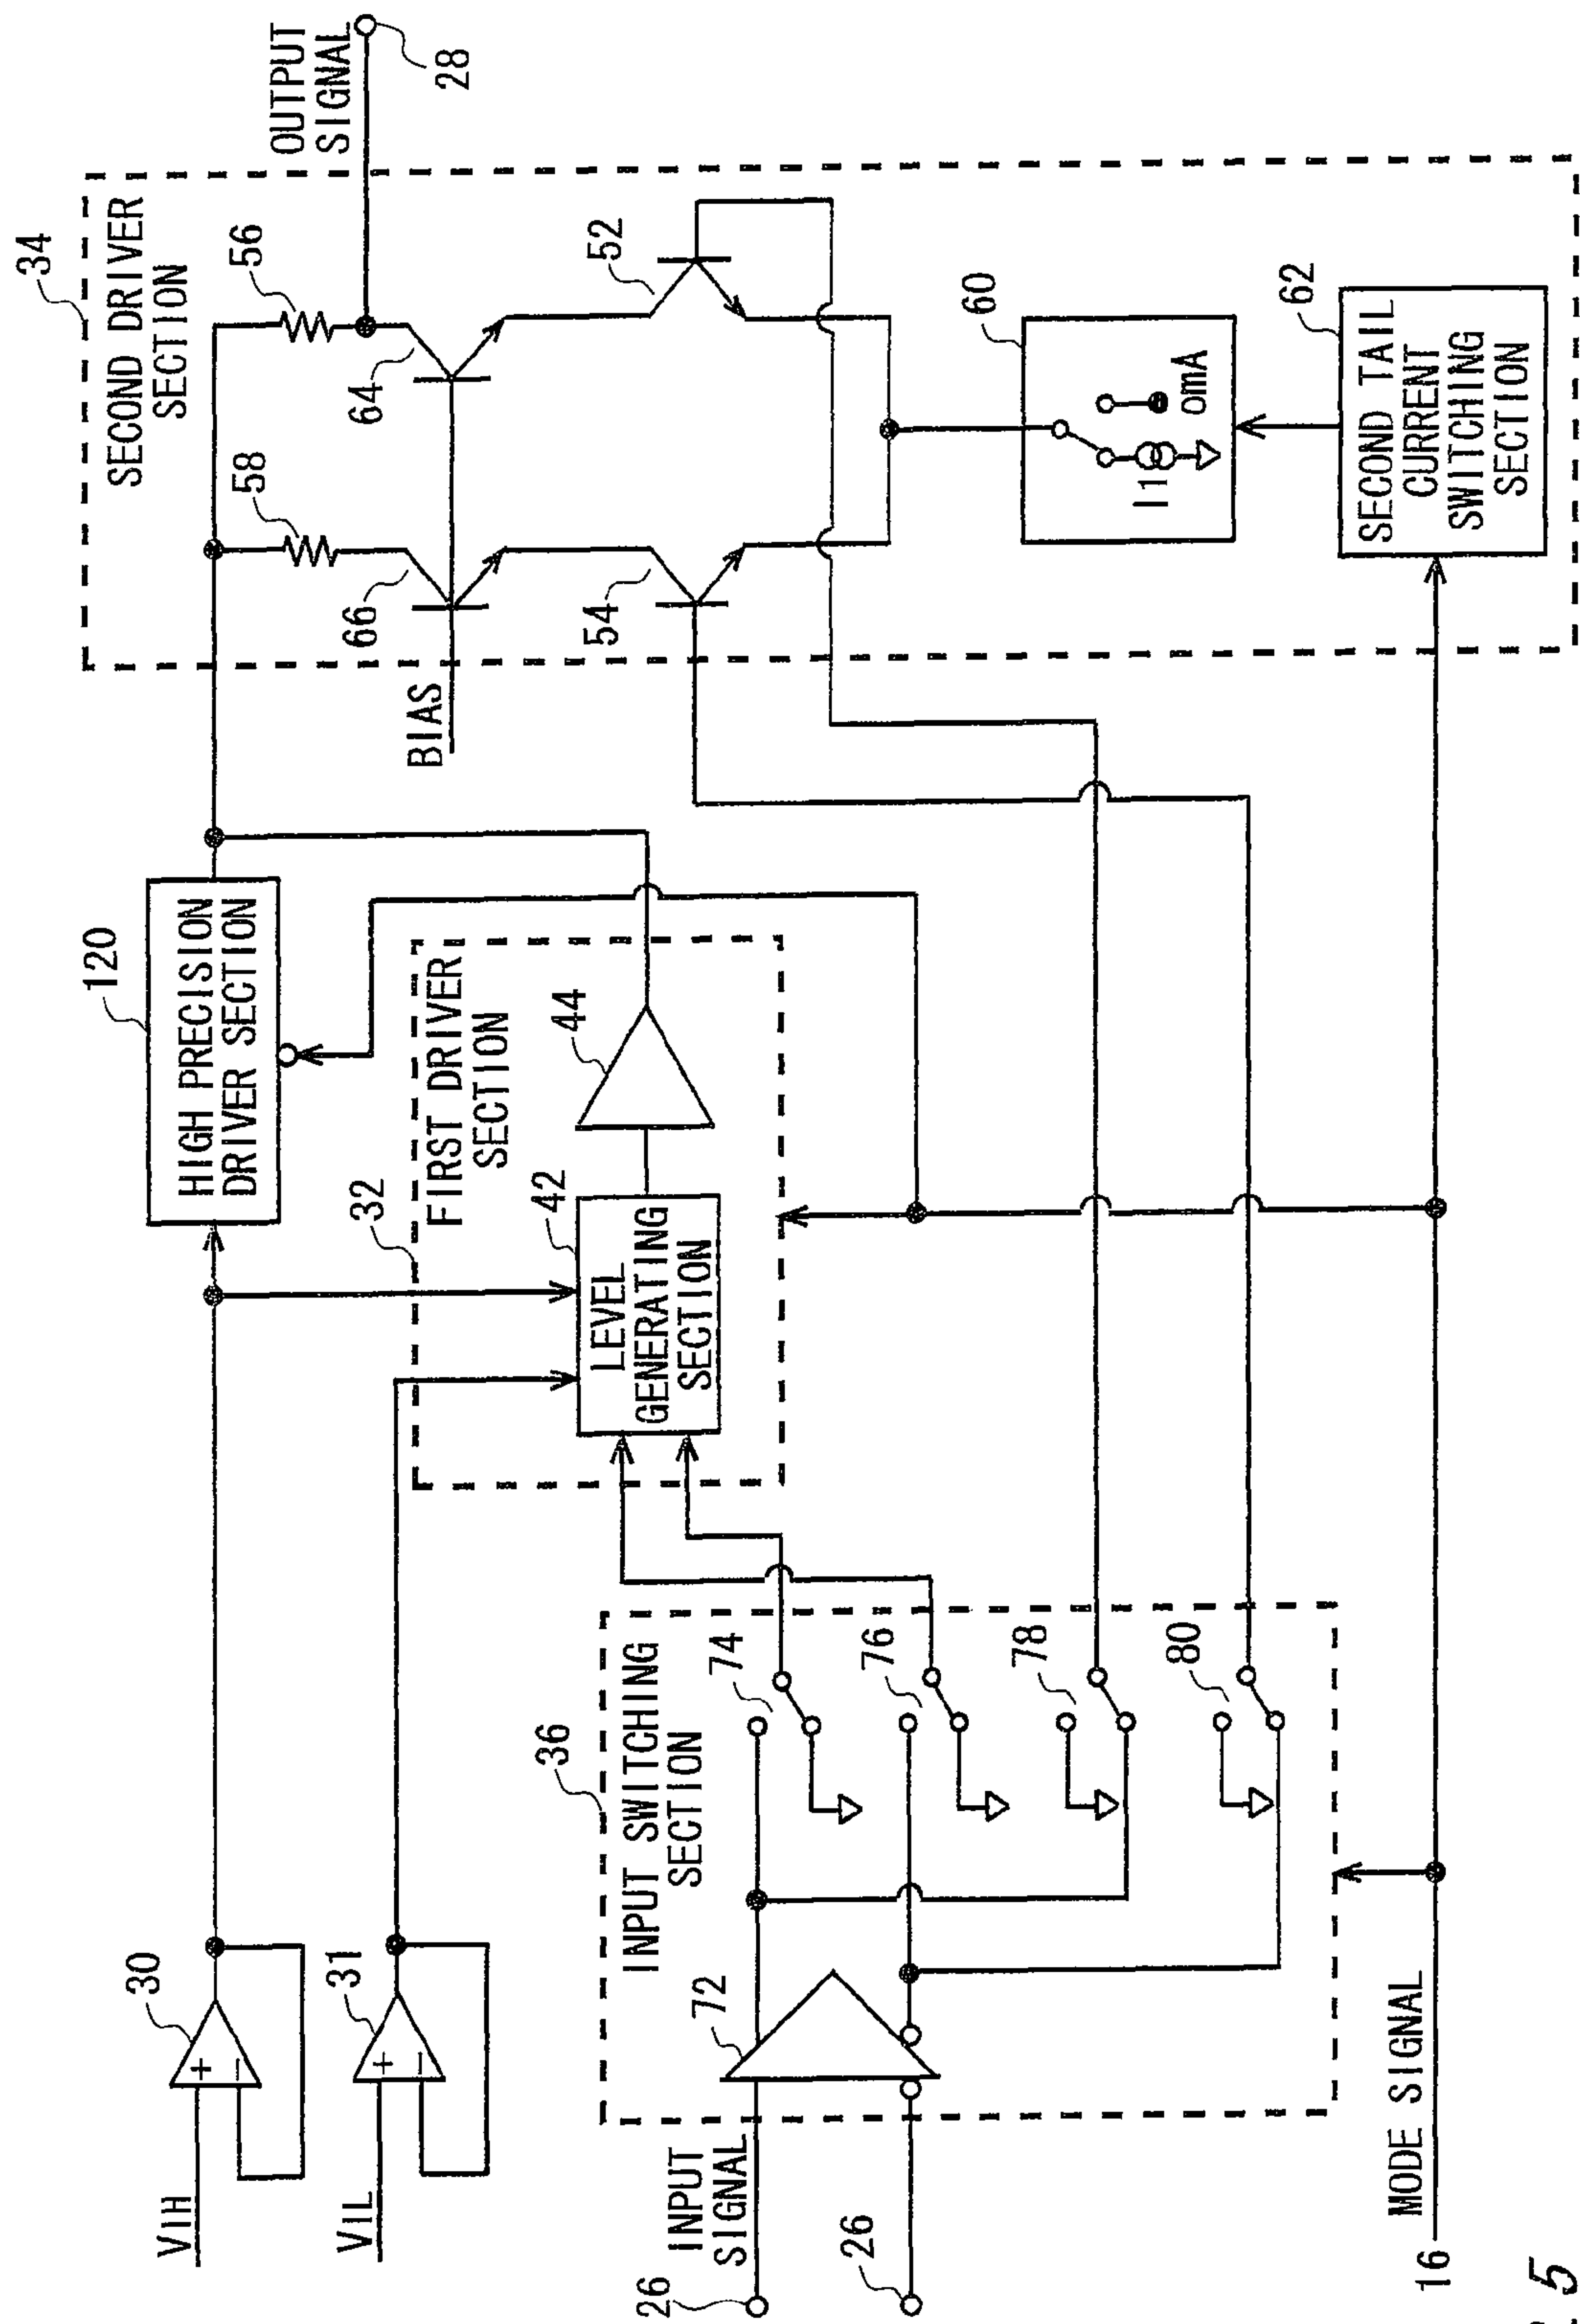 VIH
30
VIL
31
120
HIGH PRECISION
DRIVER SECTION
32
FIRST DRIVER
SECTION
42
LEVEL
GENERATING
SECTION
44
34
SECOND DRIVER
SECTION
58
56
66
64
BIAS
54
52
60
I1
0mA
62
SECOND TAIL
CURRENT
SWITCHING
SECTION
OUTPUT
SIGNAL
28
36
INPUT SWITCHING
SECTION
72
74
76
78
80
INPUT
SIGNAL
26
26
16
MODE SIGNAL
5